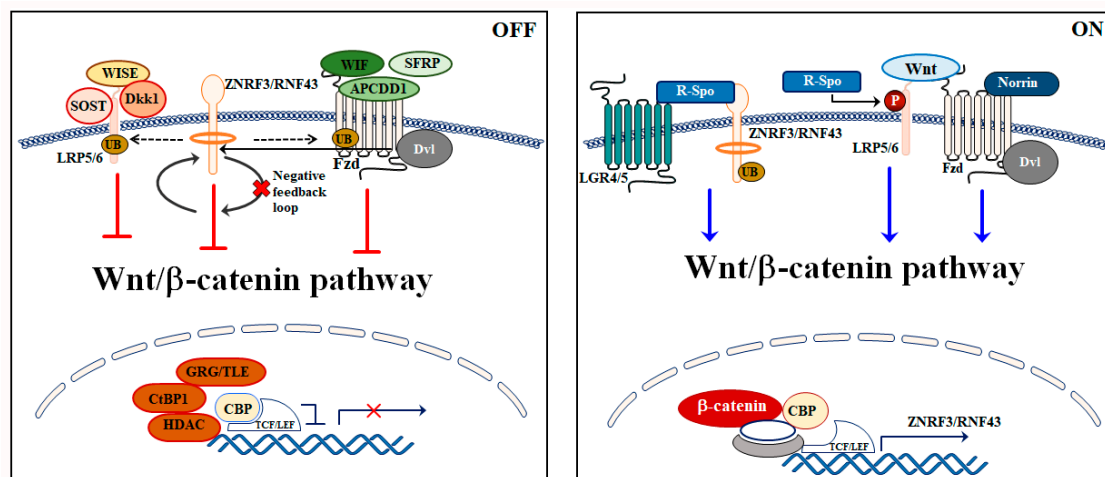 OFF
WISE
SOST
Dkk1
UB
LRP5/6
ZNRF3/RNF43
WIF
SFRP
APCDD1
UB
Fzd
Dvl
Negative
feedback
loop
Wnt/β-catenin pathway
GRG/TLE
CtBP1
HDAC
CBP
TCF/LEF
ON
R-Spo
LGR4/5
ZNRF3/RNF43
UB
R-Spo
P
Wnt
LRP5/6
Norrin
Fzd
Dvl
Wnt/β-catenin pathway
β-catenin
CBP
TCF/LEF
ZNRF3/RNF43